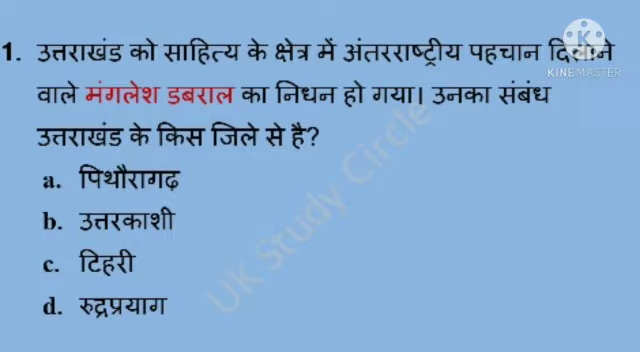 1. उत्तराखंड को साहित्य के क्षेत्र में अंतरराष्ट्रीय पहचान दिलाने
KINEMASTER
वाले मंगलेश डबराल का निधन हो गया। उनका संबंध
उत्तराखंड के किस जिले से है?
a. पिथौरागढ़
b. उत्तरकाशी
c. टिहरी
d. रुद्रप्रयाग
UK Study Circle